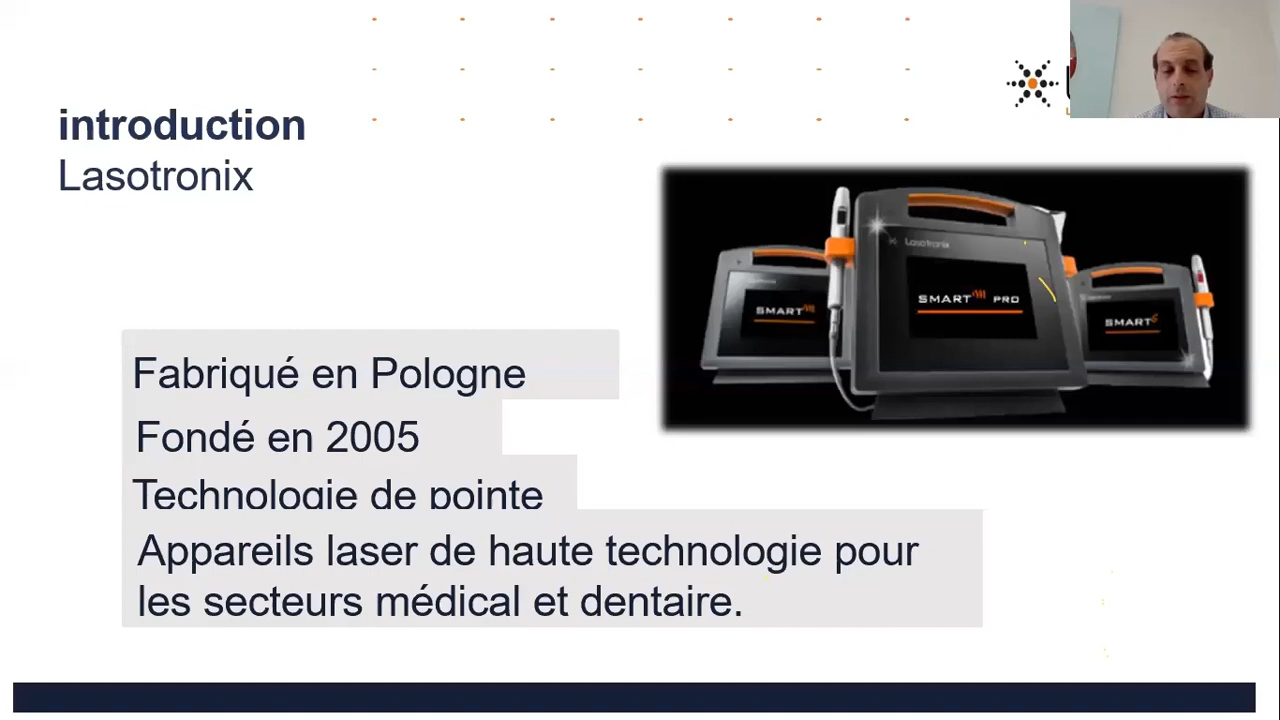 introduction
Lasotronix
Lasotronix
SMART PRO
SMART
SMART
Fabriqué en Pologne
Fondé en 2005
Technologie de pointe
Appareils laser de haute technologie pour
les secteurs médical et dentaire.